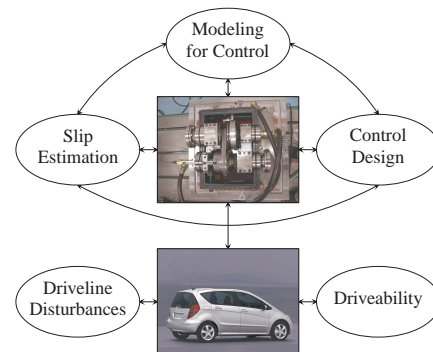 Modeling
for Control
Slip
Estimation
Control
Design
Driveline
Disturbances
Driveability